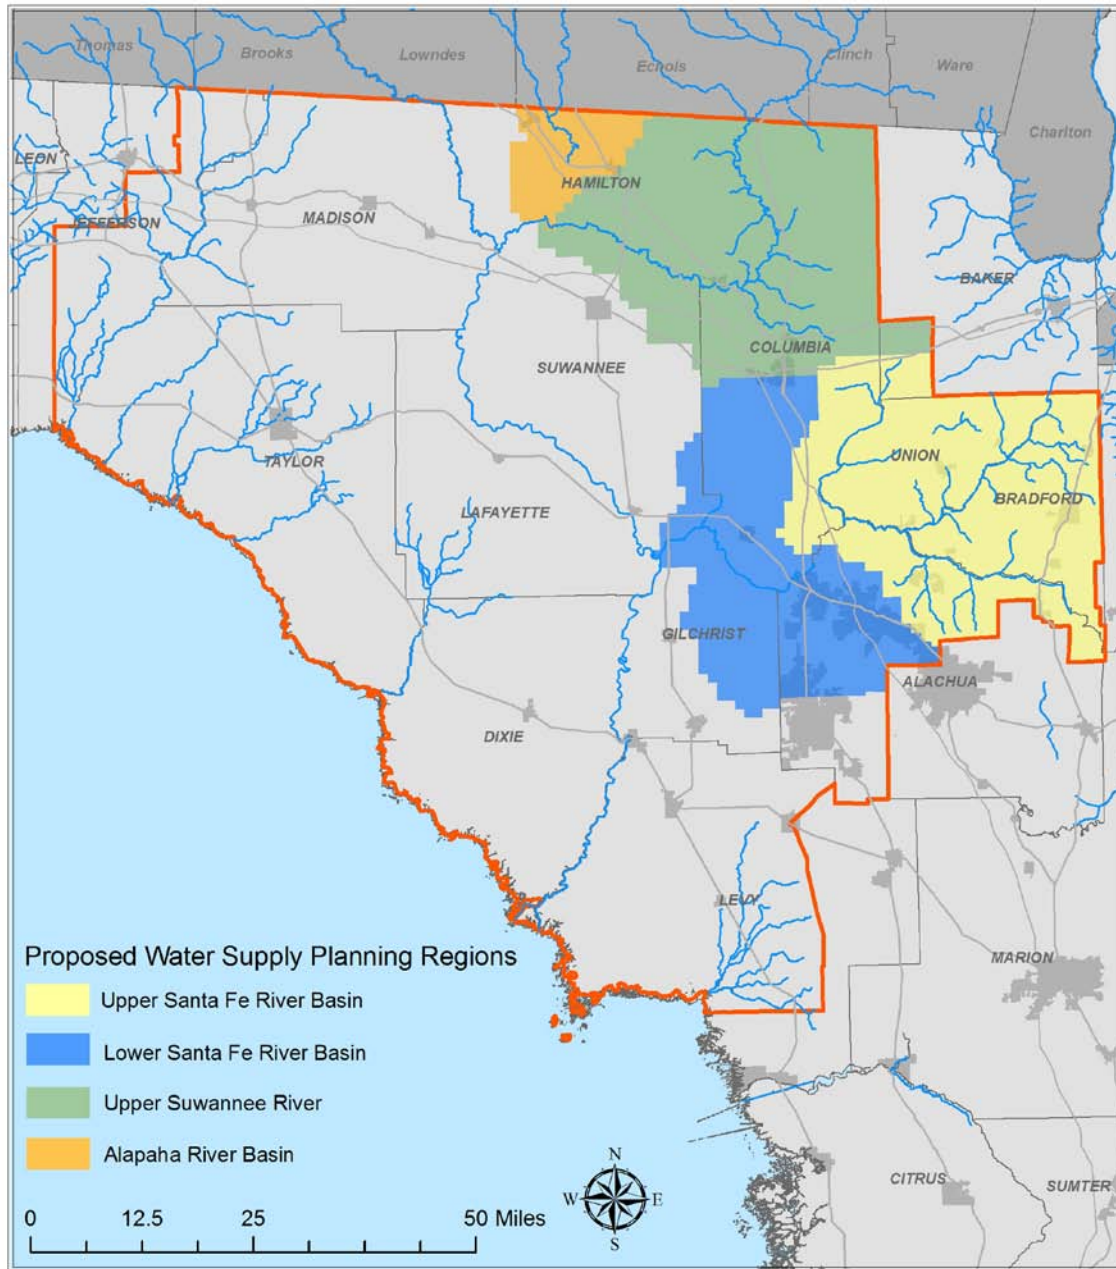 Thomas
Brooks
Lowndes
Echols
Clinch
Ware
Charlton
LEON
JEFFERSON
MADISON
HAMILTON
BAKER
SUWANNEE
COLUMBIA
TAYLOR
LAFAYETTE
UNION
BRADFORD
GILCHRIST
ALACHUA
DIXIE
LEVY
MARION
CITRUS
SUMTER
Proposed Water Supply Planning Regions
Upper Santa Fe River Basin
Lower Santa Fe River Basin
Upper Suwannee River
Alapaha River Basin
N
W E
S
0 12.5 25 50 Miles